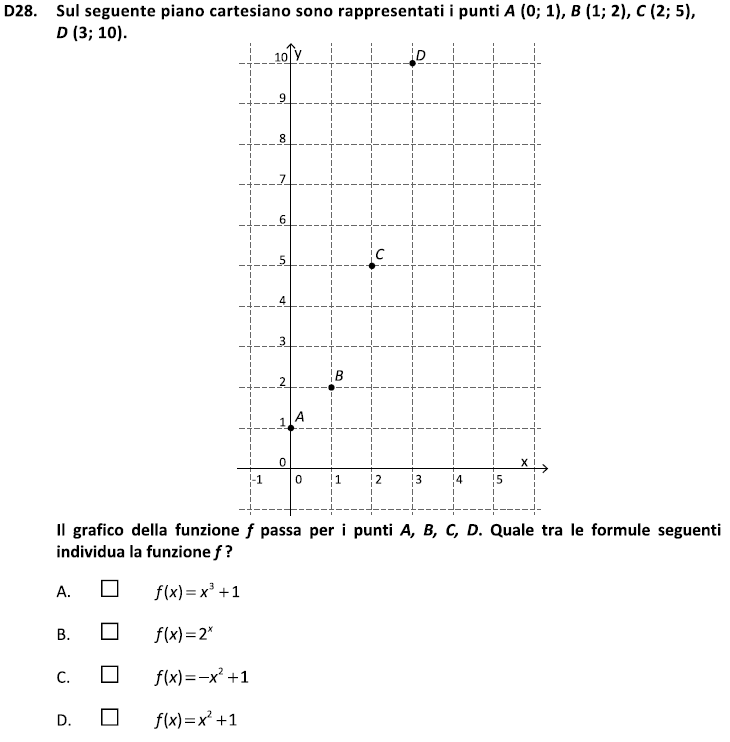 D28. Sul seguente piano cartesiano sono rappresentati i punti A (0; 1), B (1; 2), C (2; 5),
D (3; 10).
10 y D
9
8
7
6
5 C
4
3
2 B
1 A
0 x
-1 0 1 2 3 4 5
Il grafico della funzione f passa per i punti A, B, C, D. Quale tra le formule seguenti
individua la funzione f ?
A. □ f(x) = x³ + 1
B. □ f(x) = 2ˣ
C. □ f(x) = −x² + 1
D. □ f(x) = x² + 1